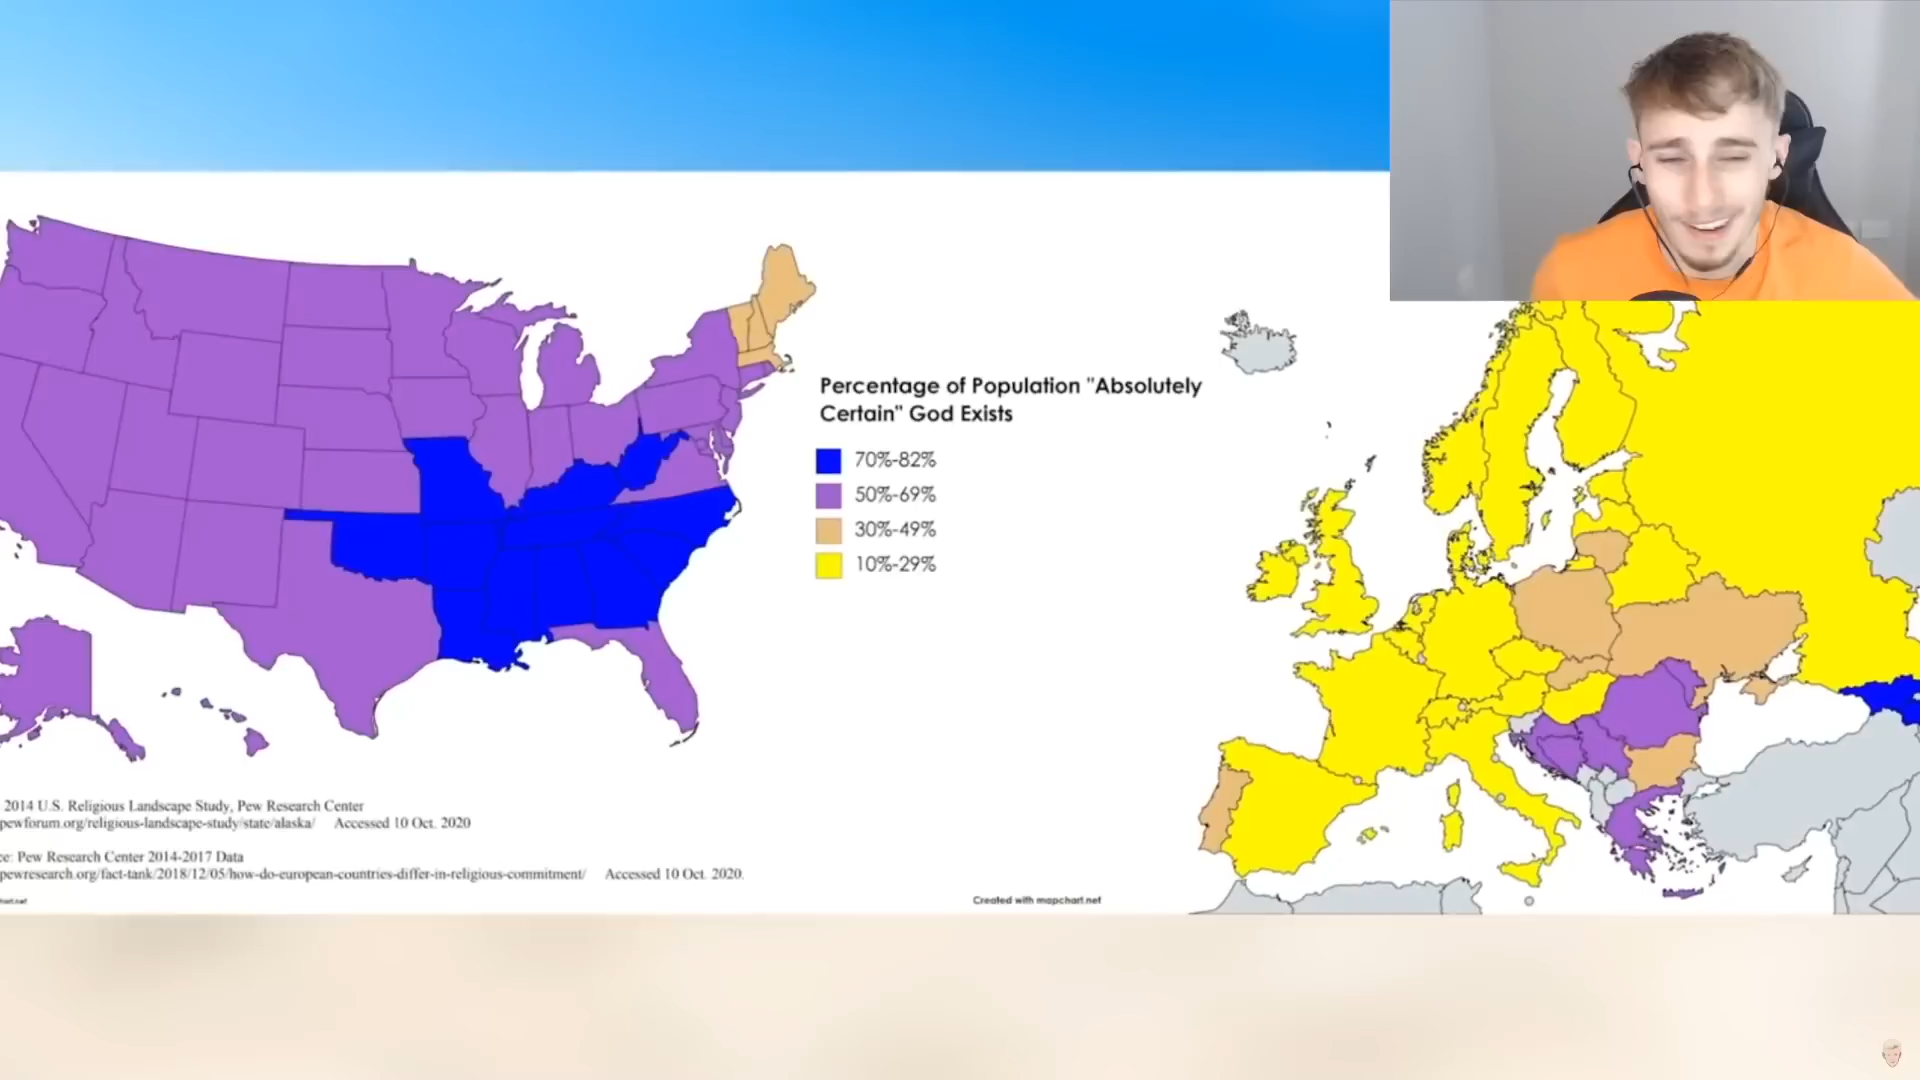 Percentage of Population "Absolutely
Certain" God Exists
70%-82%
50%-69%
30%-49%
10%-29%
2014 U.S. Religious Landscape Study, Pew Research Center
pewforum.org/religious-landscape-study/state/alaska/ Accessed 10 Oct. 2020
ce: Pew Research Center 2014-2017 Data
pewresearch.org/fact-tank/2018/12/05/how-do-european-countries-differ-in-religious-commitment/ Accessed 10 Oct. 2020.
Created with mapchart.net